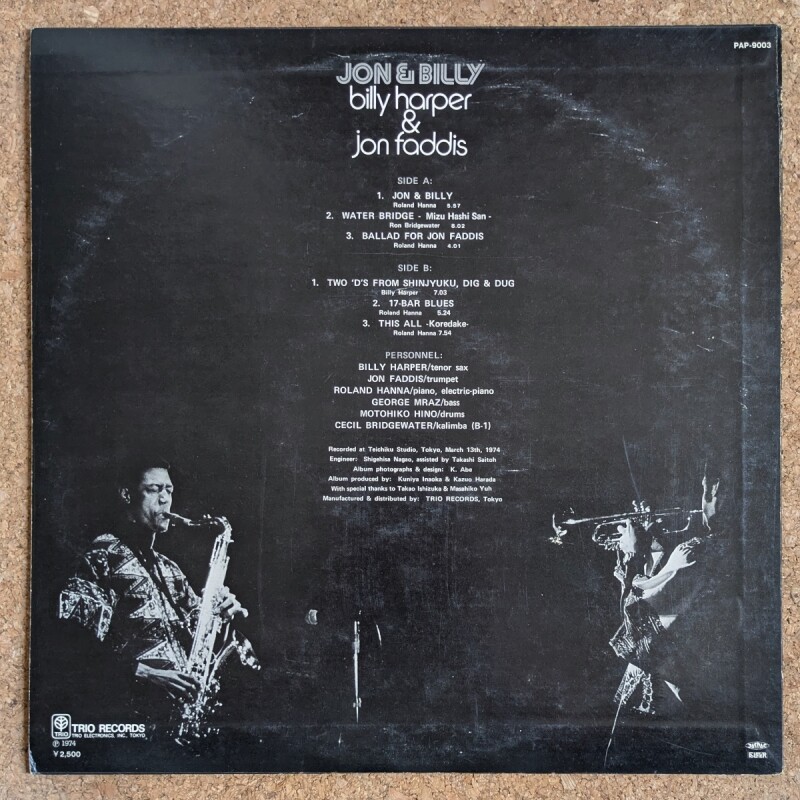 PAP-9003
JON & BILLY
billy harper
&
jon faddis
SIDE A:
1. JON & BILLY
Roland Hanna 5.57
2. WATER BRIDGE - Mizu Hashi San -
Ron Bridgewater 8.02
3. BALLAD FOR JON FADDIS
Roland Hanna 4.01
SIDE B:
1. TWO 'D'S FROM SHINJYUKU, DIG & DUG
Billy Harper 7.03
2. 17-BAR BLUES
Roland Hanna 5.24
3. THIS ALL -Koredake-
Roland Hanna 7.54
PERSONNEL:
BILLY HARPER/tenor sax
JON FADDIS/trumpet
ROLAND HANNA/piano, electric-piano
GEORGE MRAZ/bass
MOTOHIKO HINO/drums
CECIL BRIDGEWATER/kalimba (B-1)
Recorded at Teichiku Studio, Tokyo, March 13th, 1974
Engineer: Shigehisa Nagao, assisted by Takashi Saitoh
Album photographs & design: K. Abe
Album produced by: Kuniya Inaoka & Kazuo Harada
With special thanks to Takao Ishizuka & Masahiko Yuh
Manufactured & distributed by: TRIO RECORDS, Tokyo
TRIO
TRIO RECORDS
TRIO ELECTRONICS, INC., TOKYO
℗ 1974
¥2,500